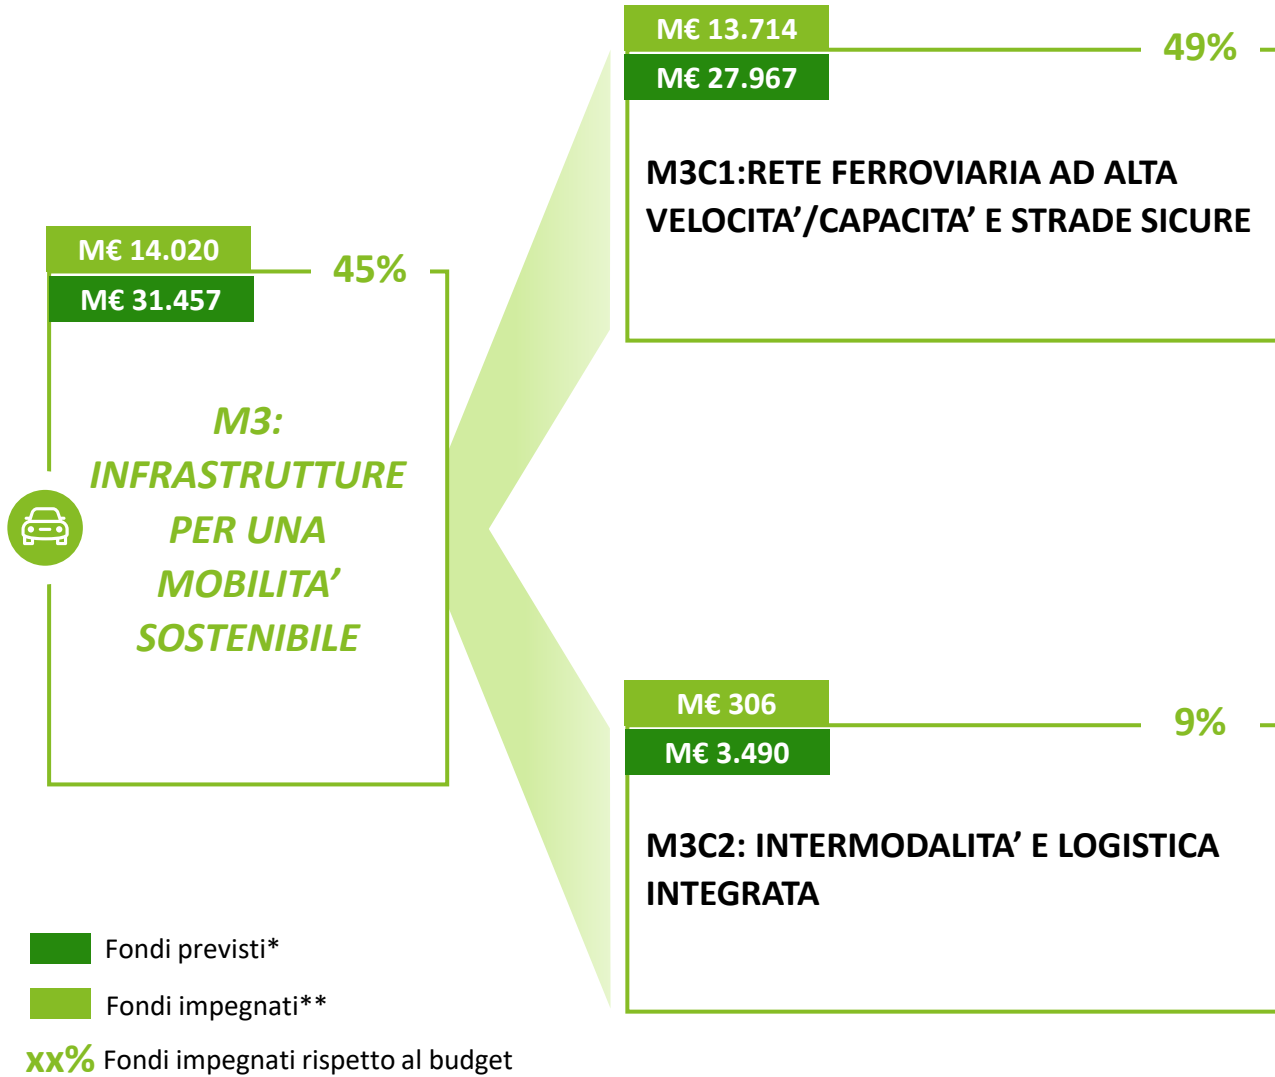 M€ 14.020
M€ 31.457
45%
M3:
INFRASTRUTTURE
PER UNA
MOBILITA’
SOSTENIBILE
M€ 13.714
M€ 27.967
49%
M3C1:RETE FERROVIARIA AD ALTA
VELOCITA’/CAPACITA’ E STRADE SICURE
M€ 306
M€ 3.490
9%
M3C2: INTERMODALITA’ E LOGISTICA
INTEGRATA
Fondi previsti*
Fondi impegnati**
xx% Fondi impegnati rispetto al budget